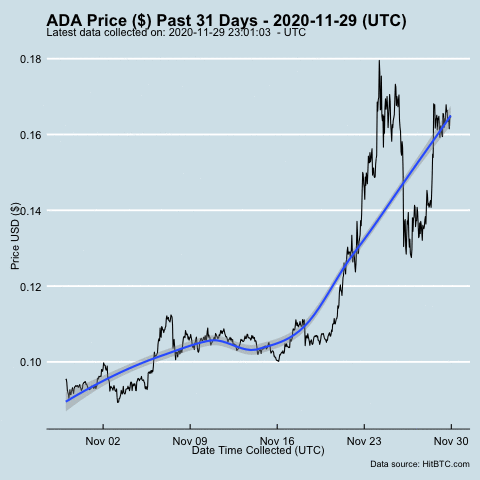 ADA Price ($) Past 31 Days - 2020-11-29 (UTC)
Latest data collected on: 2020-11-29 23:01:03 - UTC
0.18
0.16
0.14
0.12
0.10
Price USD ($)
Nov 02 Nov 09 Nov 16 Nov 23 Nov 30
Date Time Collected (UTC)
Data source: HitBTC.com